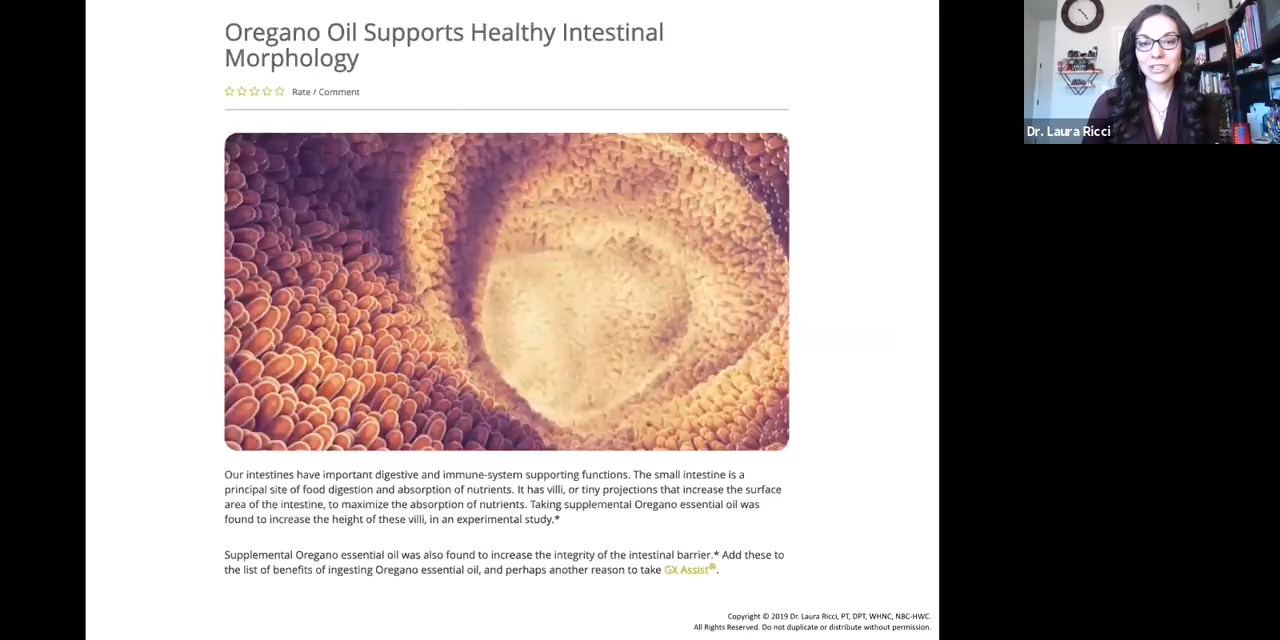 Oregano Oil Supports Healthy Intestinal
Morphology
Rate / Comment
Dr. Laura Ricci
Our intestines have important digestive and immune-system supporting functions. The small intestine is a
principal site of food digestion and absorption of nutrients. It has villi, or tiny projections that increase the surface
area of the intestine, to maximize the absorption of nutrients. Taking supplemental Oregano essential oil was
found to increase the height of these villi, in an experimental study.*
Supplemental Oregano essential oil was also found to increase the integrity of the intestinal barrier.* Add these to
the list of benefits of ingesting Oregano essential oil, and perhaps another reason to take GX Assist®.
Copyright © 2019 Dr. Laura Ricci, PT, DPT, WHNC, NBC-HWC.
All Rights Reserved. Do not duplicate or distribute without permission.